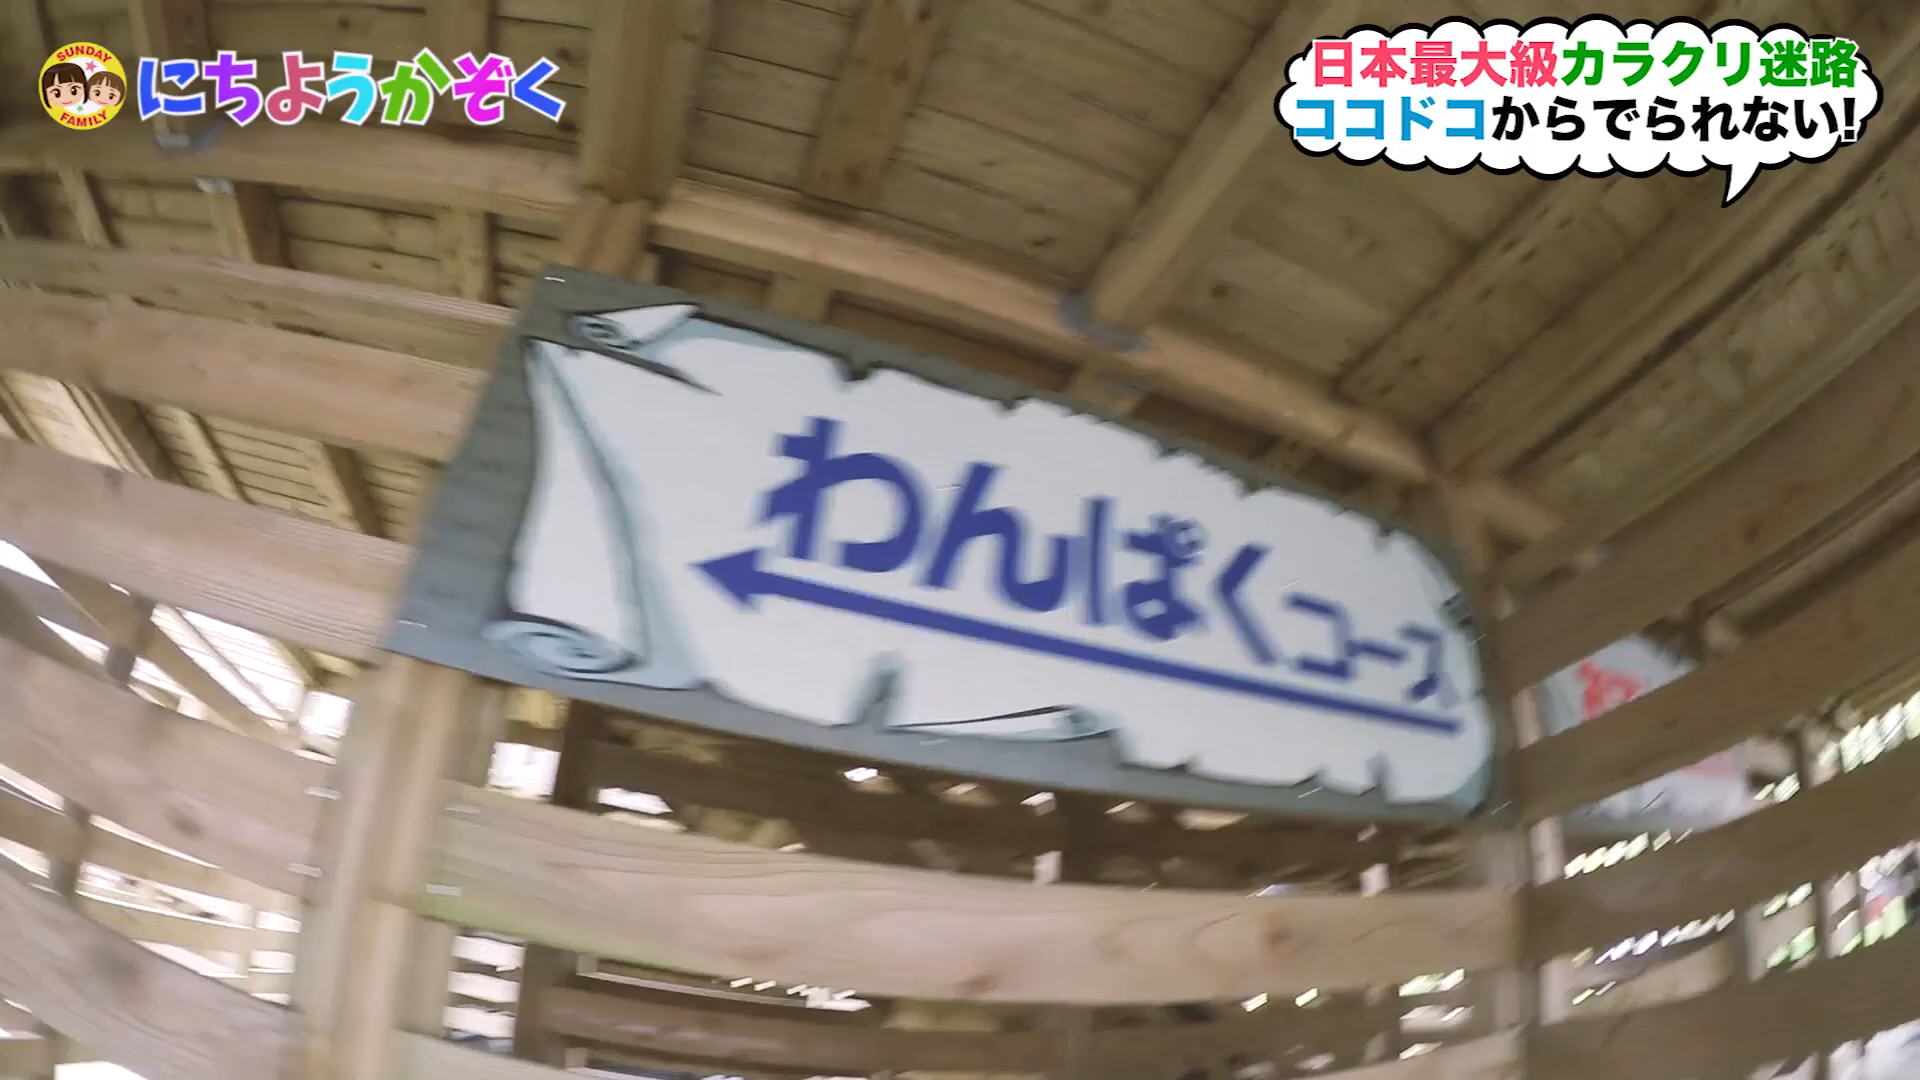 SUNDAY
FAMILY
にちようかぞく
日本最大級カラクリ迷路
ココドコからでられない!
わんぱくコース